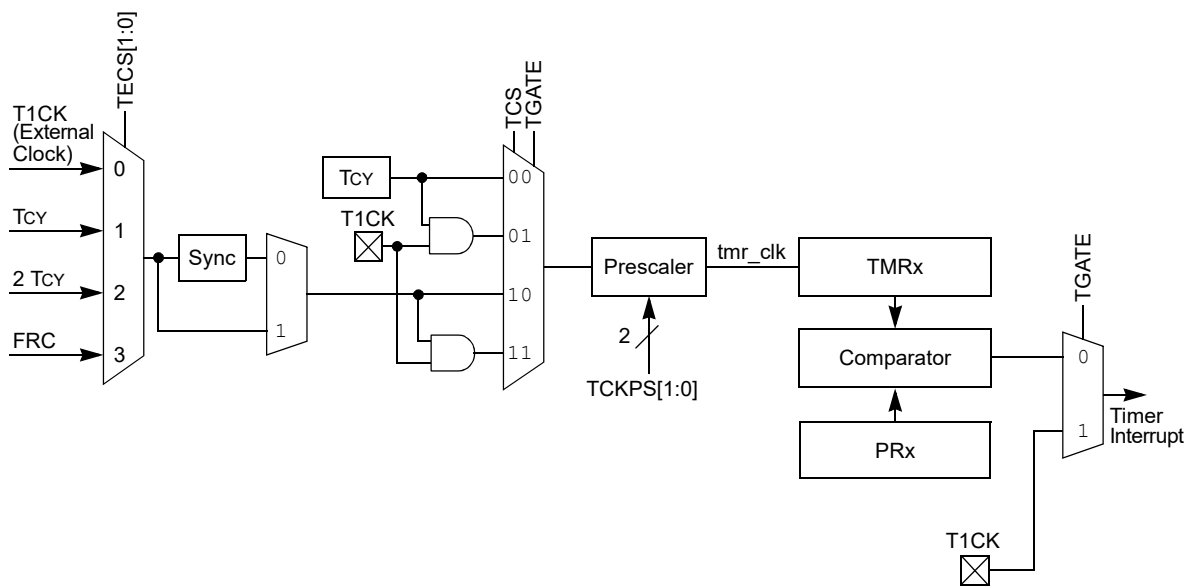 TECS[1:0]
T1CK
(External
Clock)
0
TCY
1
2 TCY
2
FRC
3
Sync
0
1
TCY
T1CK
TCS
TGATE
00
01
10
11
Prescaler
2
TCKPS[1:0]
tmr_clk
TMRx
Comparator
PRx
TGATE
0
1
Timer
Interrupt
T1CK